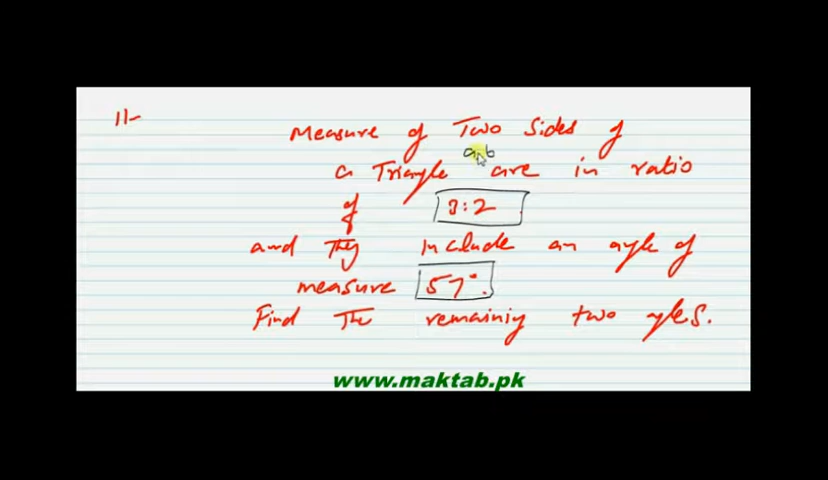 11-
Measure of Two Sides of
a b
a Triangle are in ratio
of 3:2
and They include an angle of
measure 57°.
Find The remaining two angles.
www.maktab.pk